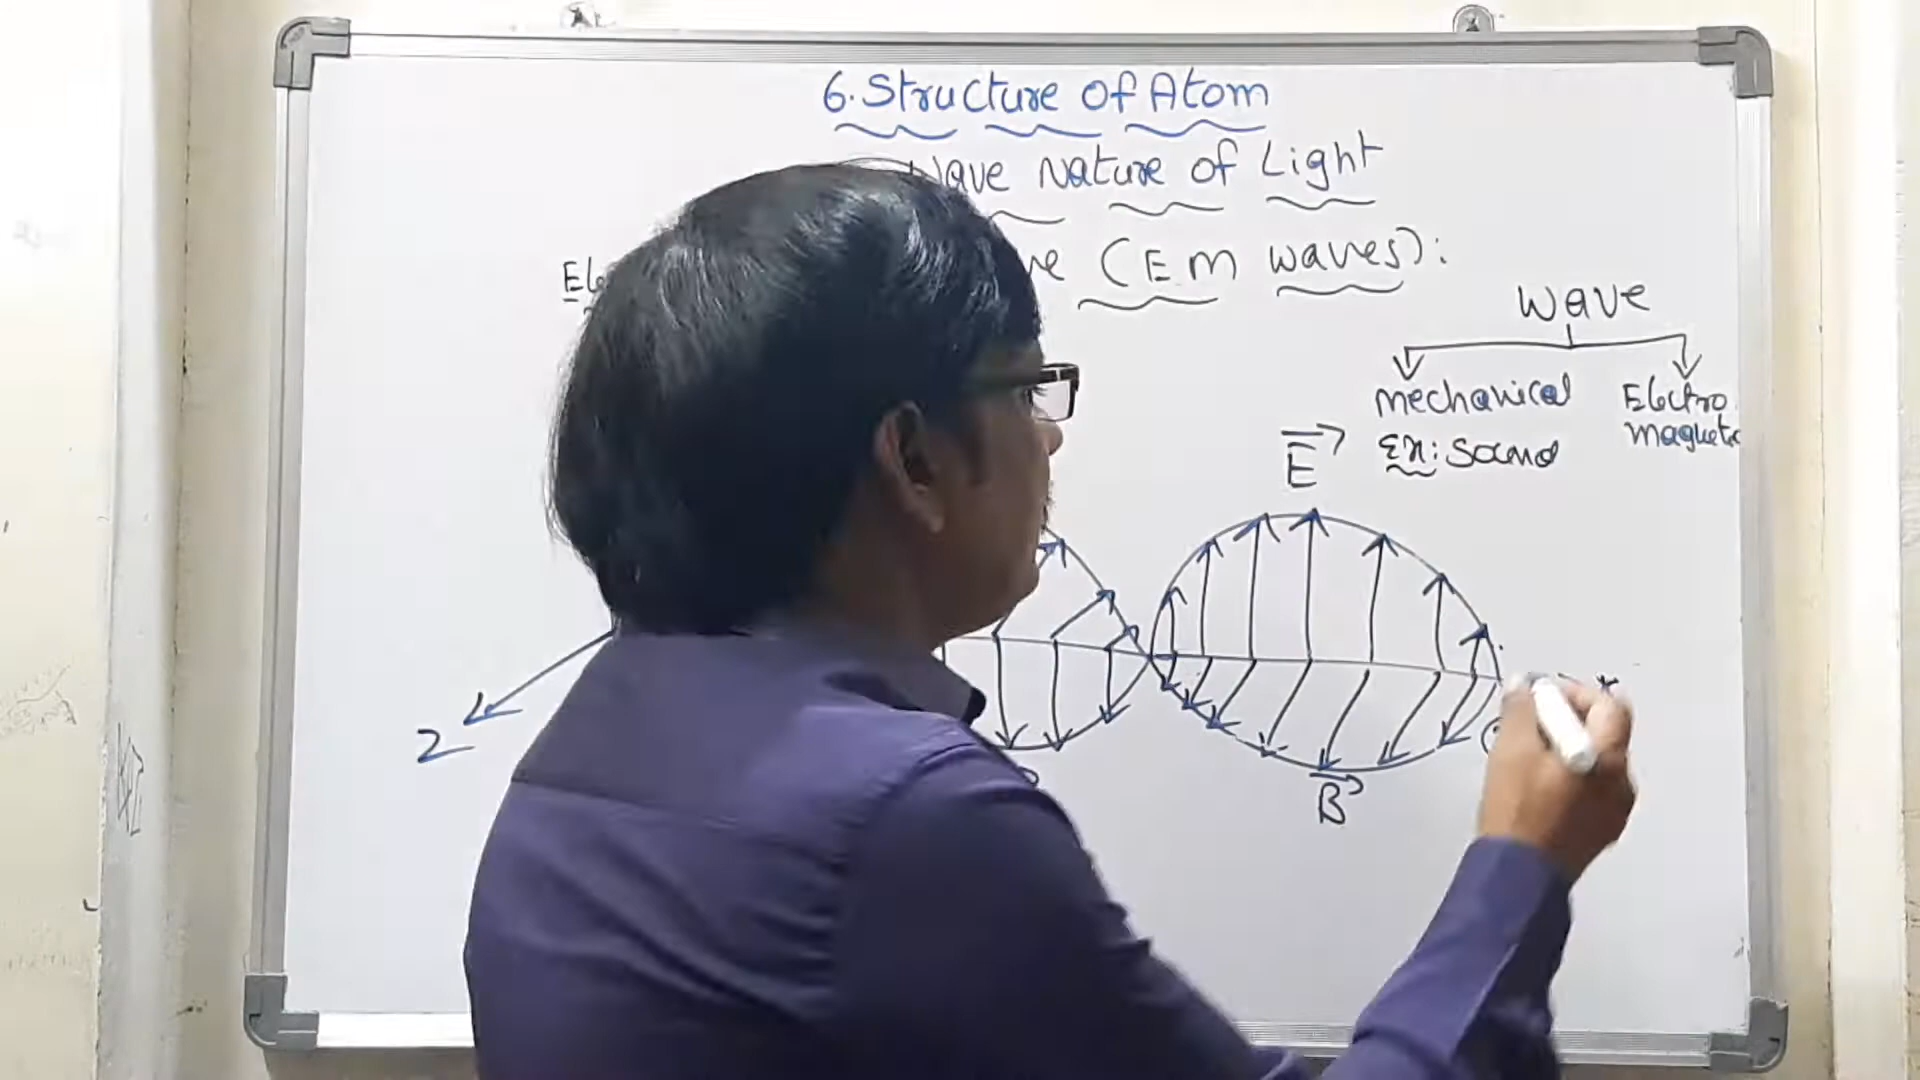 6. Structure of Atom
Wave Nature of Light
(EM waves):
Wave
Mechanical
Electro
Magnetic
Ex: Sound
E
Z
B